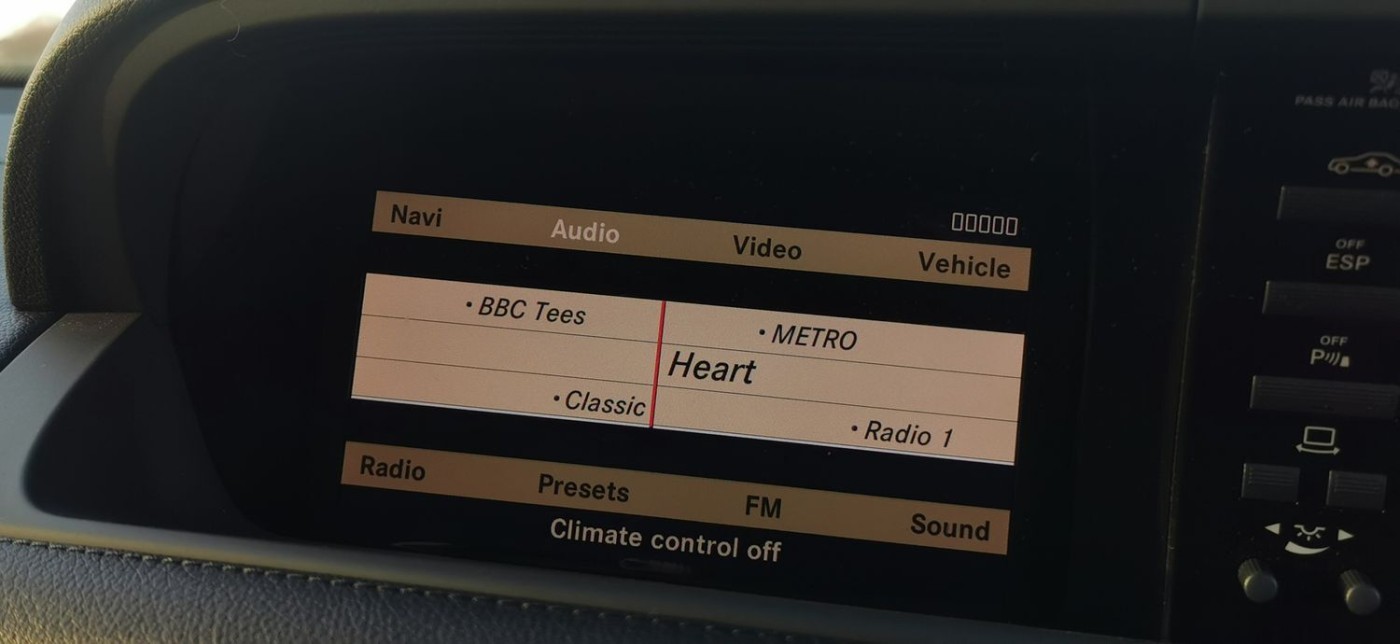 Navi Audio Video Vehicle
• BBC Tees • METRO
Heart
• Classic • Radio 1
Radio Presets FM Sound
Climate control off
PASS AIR BAG
OFF
ESP
OFF
P